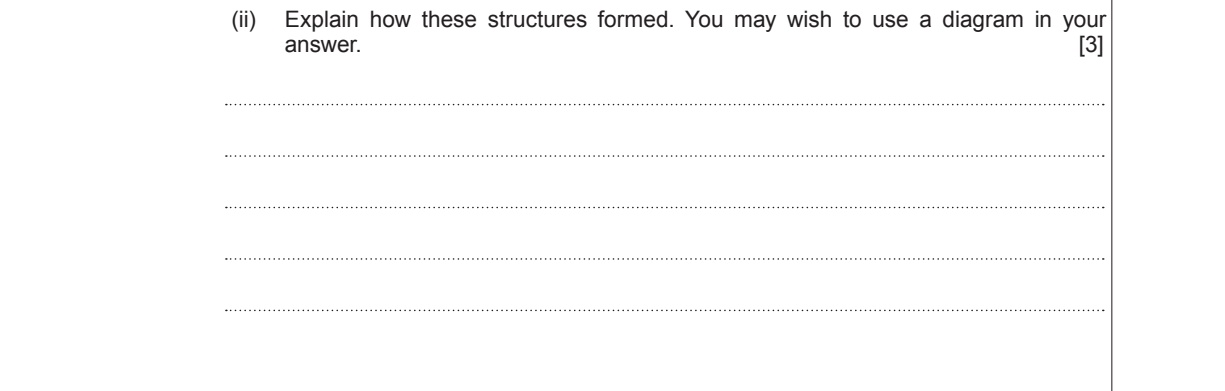 (ii) Explain how these structures formed. You may wish to use a diagram in your
answer. [3]